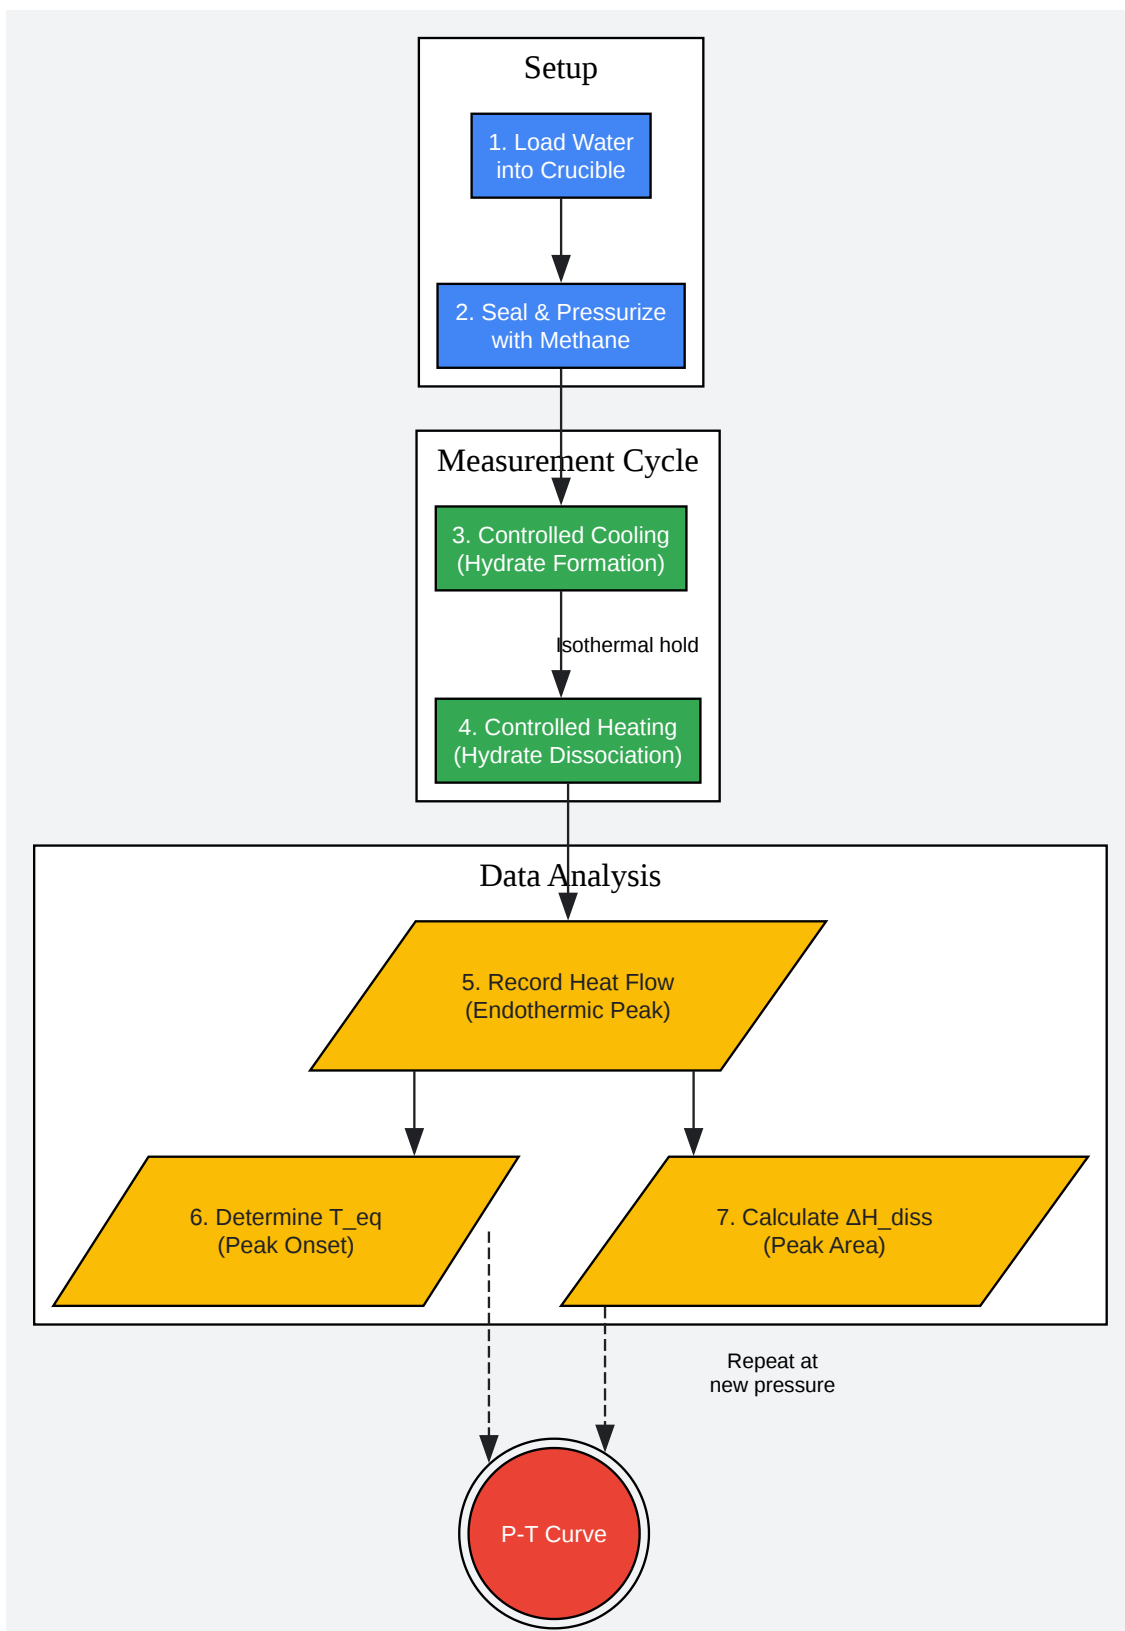 Setup
1. Load Water
into Crucible
2. Seal & Pressurize
with Methane
Measurement Cycle
3. Controlled Cooling
(Hydrate Formation)
Isothermal hold
4. Controlled Heating
(Hydrate Dissociation)
Data Analysis
5. Record Heat Flow
(Endothermic Peak)
6. Determine T_eq
(Peak Onset)
7. Calculate ΔH_diss
(Peak Area)
Repeat at
new pressure
P-T Curve